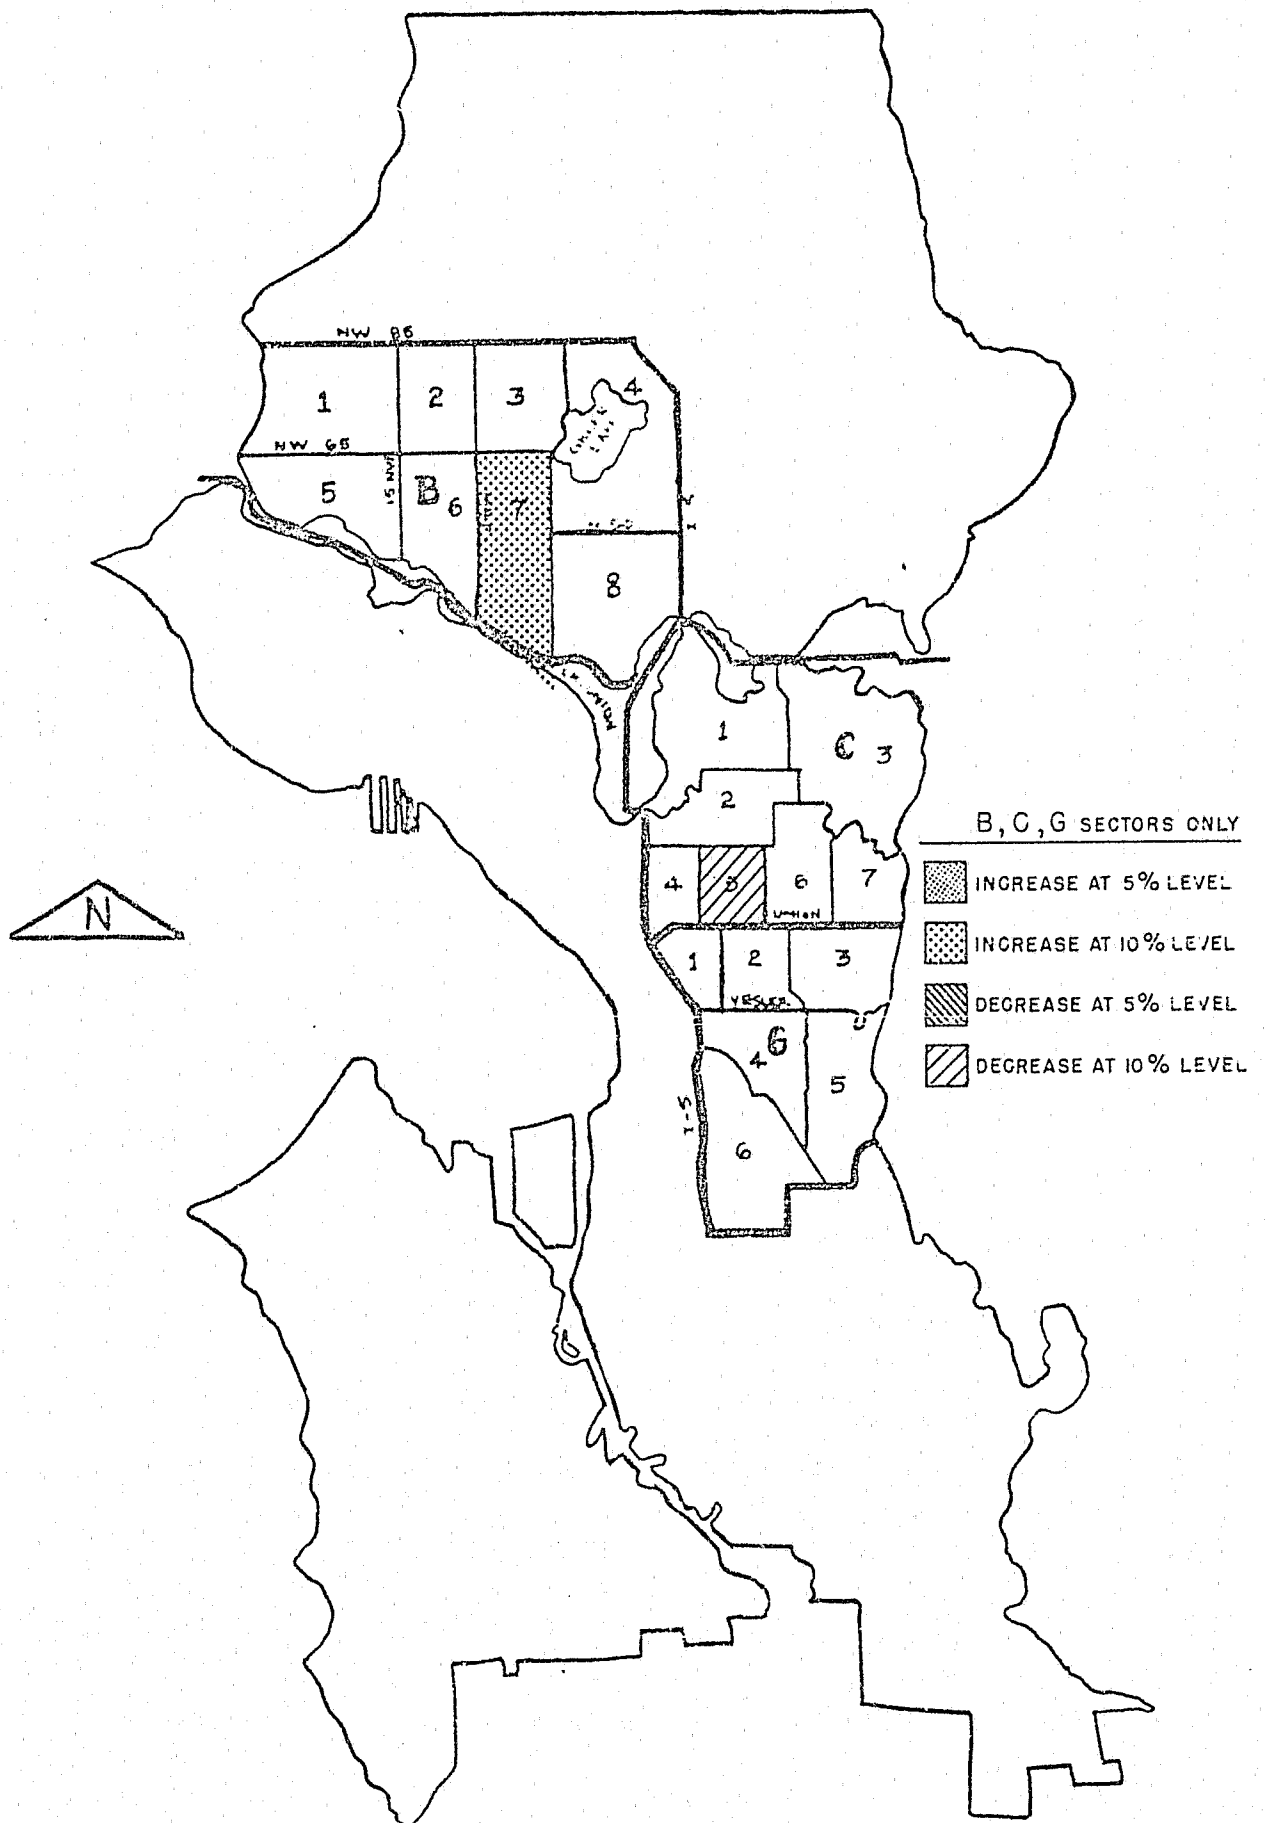 NW 85
1
2
3
4
NW 65
5
15 NW
B
6
7
8
1
C
3
2
B, C, G SECTORS ONLY
4
6
7
INCREASE AT 5% LEVEL
UNION
N
INCREASE AT 10% LEVEL
1
2
3
YESLER
DECREASE AT 5% LEVEL
4
G
DECREASE AT 10% LEVEL
5
I-5
6